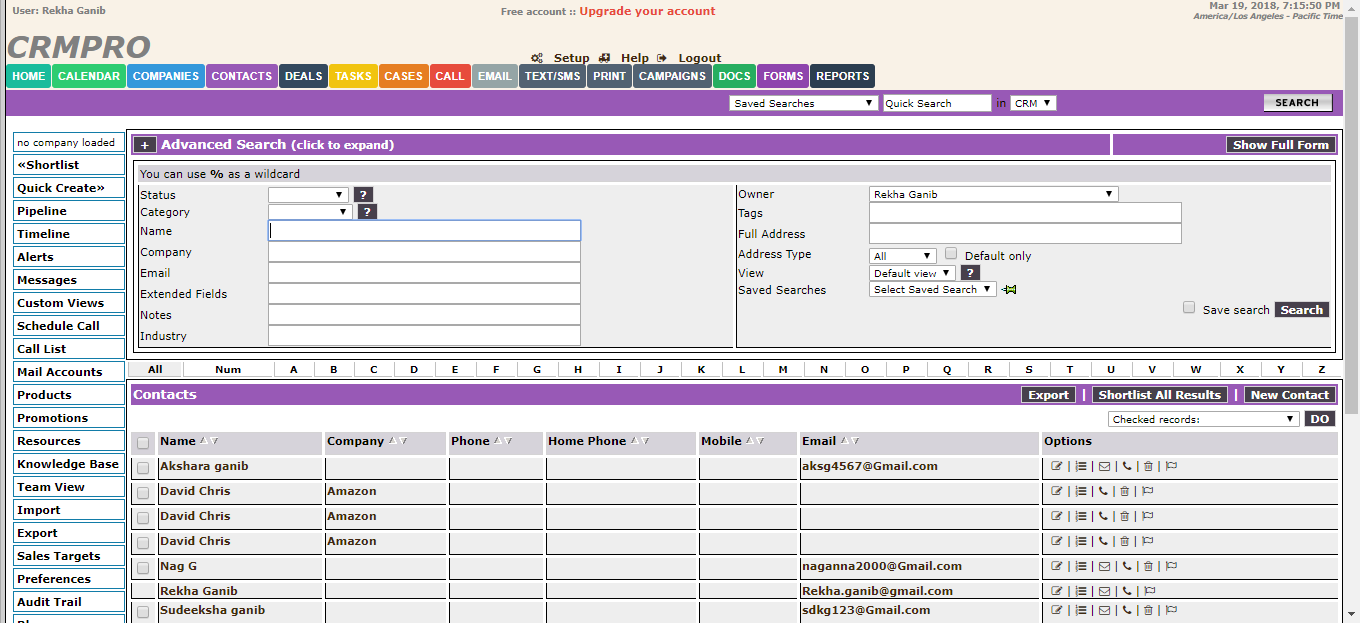 User: Rekha Ganib
Free account :: Upgrade your account
Mar 19, 2018, 7:15:50 PM
America/Los Angeles - Pacific Time
CRMPRO
Setup Help Logout
HOME CALENDAR COMPANIES CONTACTS DEALS TASKS CASES CALL EMAIL TEXT/SMS PRINT CAMPAIGNS DOCS FORMS REPORTS
Saved Searches Quick Search in CRM SEARCH
no company loaded
«Shortlist
Quick Create»
Pipeline
Timeline
Alerts
Messages
Custom Views
Schedule Call
Call List
Mail Accounts
Products
Promotions
Resources
Knowledge Base
Team View
Import
Export
Sales Targets
Preferences
Audit Trail
+ Advanced Search (click to expand) Show Full Form
You can use % as a wildcard
Status ?
Category ?
Name
Company
Email
Extended Fields
Notes
Industry
Owner Rekha Ganib
Tags
Full Address
Address Type All Default only
View Default view ?
Saved Searches Select Saved Search
Save search Search
All Num A B C D E F G H I J K L M N O P Q R S T U V W X Y Z
Contacts Export | Shortlist All Results | New Contact
Checked records: DO
Name Company Phone Home Phone Mobile Email Options
Akshara ganib aksg4567@Gmail.com | | | | |
David Chris Amazon | | | |
David Chris Amazon | | | |
David Chris Amazon | | | |
Nag G naganna2000@Gmail.com | | | | |
Rekha Ganib Rekha.ganib@gmail.com | | | |
Sudeeksha ganib sdkg123@Gmail.com | | | | |